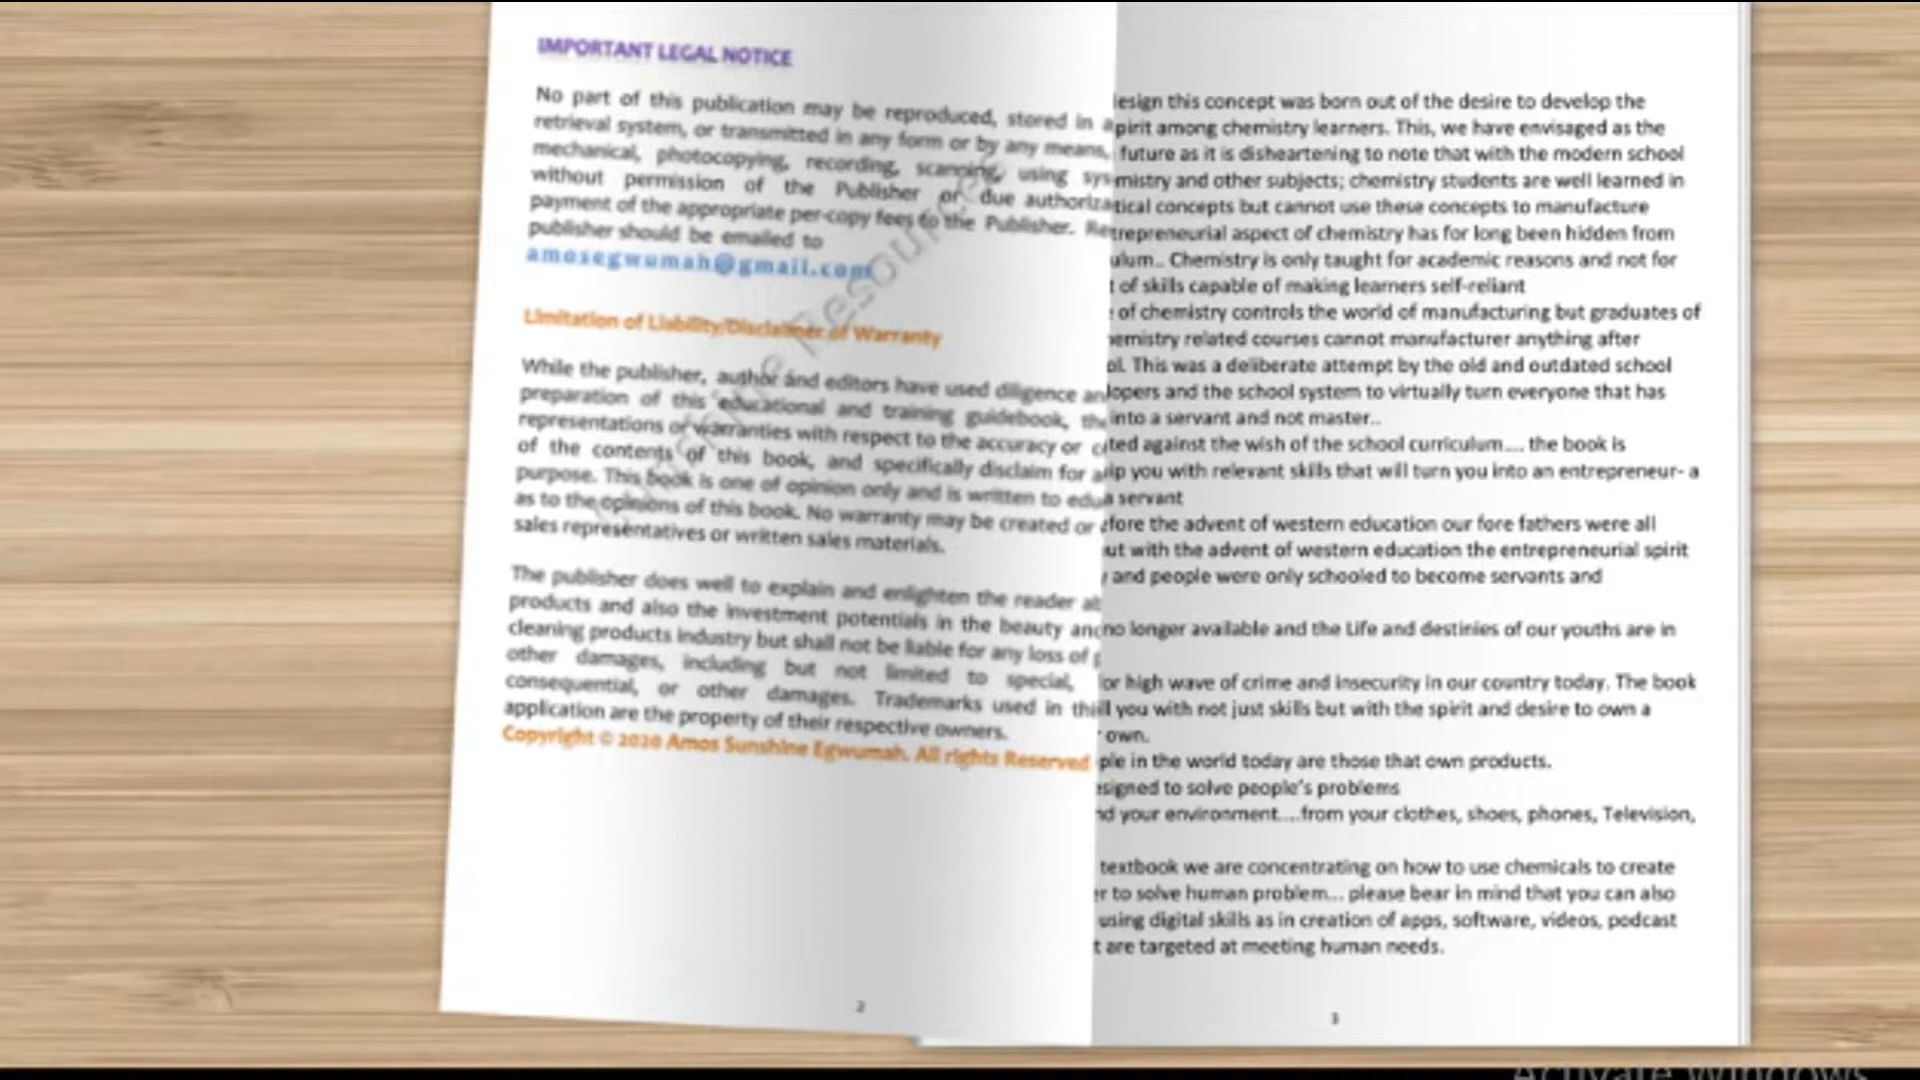 IMPORTANT LEGAL NOTICE
No part of this publication may be reproduced, stored in a
retrieval system, or transmitted in any form or by any means,
mechanical, photocopying, recording, scanning, using
without permission of the Publisher or due
payment of the appropriate per-copy fees to the Publisher.
publisher should be emailed to
amosegwumah@gmail.com
Limitation of Liability/Disclaimer of Warranty
While the publisher, author and editors have used diligence
preparation of this educational and training guidebook,
representations or warranties with respect to the accuracy or
of the contents of this book, and specifically disclaim for
purpose. This book is one of opinion only and is written to
as to the opinions of this book. No warranty may be created or
sales representatives or written sales materials.
The publisher does well to explain and enlighten the reader
products and also the investment potentials in the beauty
cleaning products industry but shall not be liable for any loss of
other damages, including but not limited to special,
consequential, or other damages. Trademarks used in
application are the property of their respective owners.
Copyright © 2020 Amos Sunshine Egwumah. All rights Reserved
2
this concept was born out of the desire to develop the
among chemistry learners. This, we have envisaged as the
future as it is disheartening to note that with the modern school
and other subjects; chemistry students are well learned in
concepts but cannot use these concepts to manufacture
aspect of chemistry has for long been hidden from
Chemistry is only taught for academic reasons and not for
of skills capable of making learners self-reliant
of chemistry controls the world of manufacturing but graduates of
related courses cannot manufacturer anything after
This was a deliberate attempt by the old and outdated school
and the school system to virtually turn everyone that has
into a servant and not master..
against the wish of the school curriculum.... the book is
you with relevant skills that will turn you into an entrepreneur- a
a servant
the advent of western education our fore fathers were all
with the advent of western education the entrepreneurial spirit
and people were only schooled to become servants and
no longer available and the Life and destinies of our youths are in
or high wave of crime and insecurity in our country today. The book
you with not just skills but with the spirit and desire to own a
own.
in the world today are those that own products.
to solve people's problems
your environment....from your clothes, shoes, phones, Television,
textbook we are concentrating on how to use chemicals to create
to solve human problem... please bear in mind that you can also
using digital skills as in creation of apps, software, videos, podcast
are targeted at meeting human needs.
3
Activate Windows